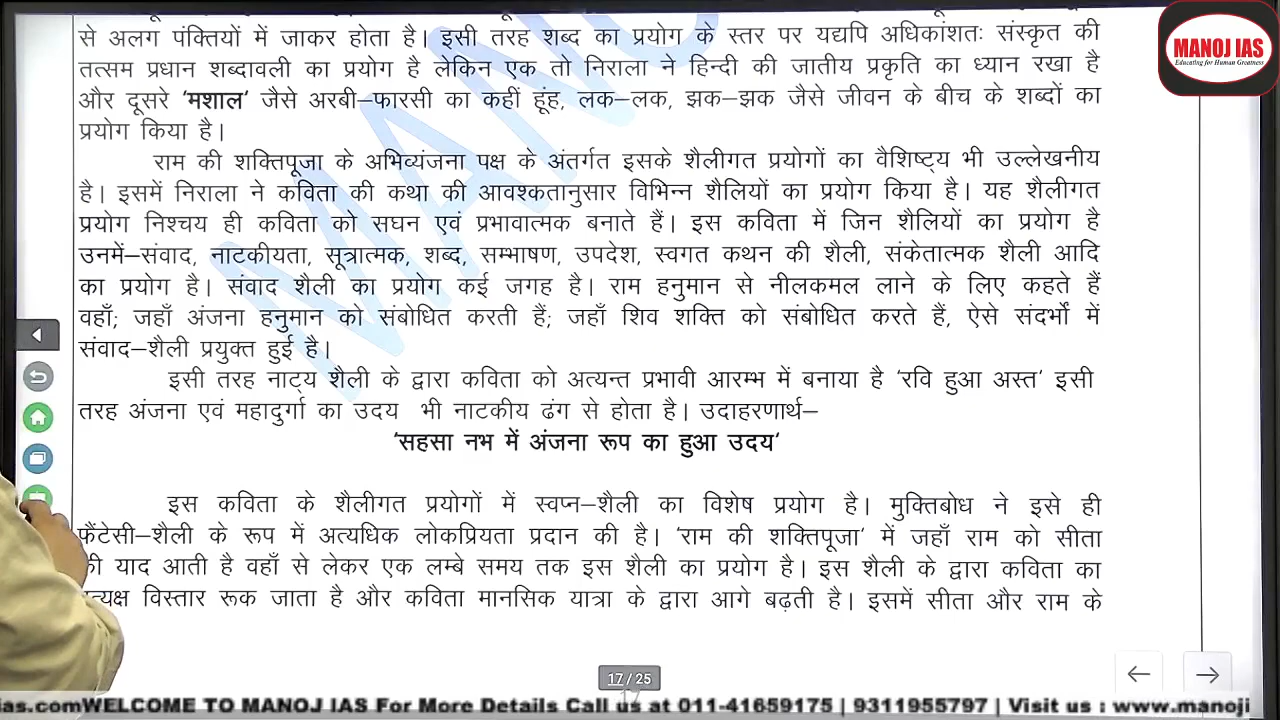 MANOJ IAS
Educating for Human Greatness
से अलग पंक्तियों में जाकर होता है। इसी तरह शब्द का प्रयोग के स्तर पर यद्यपि अधिकांशतः संस्कृत की
तत्सम प्रधान शब्दावली का प्रयोग है लेकिन एक तो निराला ने हिन्दी की जातीय प्रकृति का ध्यान रखा है
और दूसरे ‘मशाल’ जैसे अरबी–फारसी का कहीं हूंह, लक–लक, झक–झक जैसे जीवन के बीच के शब्दों का
प्रयोग किया है।
राम की शक्तिपूजा के अभिव्यंजना पक्ष के अंतर्गत इसके शैलीगत प्रयोगों का वैशिष्ट्य भी उल्लेखनीय
है। इसमें निराला ने कविता की कथा की आवश्कतानुसार विभिन्न शैलियों का प्रयोग किया है। यह शैलीगत
प्रयोग निश्चय ही कविता को सघन एवं प्रभावात्मक बनाते हैं। इस कविता में जिन शैलियों का प्रयोग है
उनमें–संवाद, नाटकीयता, सूत्रात्मक, शब्द, सम्भाषण, उपदेश, स्वगत कथन की शैली, संकेतात्मक शैली आदि
का प्रयोग है। संवाद शैली का प्रयोग कई जगह है। राम हनुमान से नीलकमल लाने के लिए कहते हैं
वहाँ; जहाँ अंजना हनुमान को संबोधित करती हैं; जहाँ शिव शक्ति को संबोधित करते हैं, ऐसे संदर्भों में
संवाद–शैली प्रयुक्त हुई है।
इसी तरह नाट्य शैली के द्वारा कविता को अत्यन्त प्रभावी आरम्भ में बनाया है ‘रवि हुआ अस्त’ इसी
तरह अंजना एवं महादुर्गा का उदय भी नाटकीय ढंग से होता है। उदाहरणार्थ–
‘सहसा नभ में अंजना रूप का हुआ उदय’
इस कविता के शैलीगत प्रयोगों में स्वप्न–शैली का विशेष प्रयोग है। मुक्तिबोध ने इसे ही
फैंटेसी–शैली के रूप में अत्यधिक लोकप्रियता प्रदान की है। ‘राम की शक्तिपूजा’ में जहाँ राम को सीता
याद आती है वहाँ से लेकर एक लम्बे समय तक इस शैली का प्रयोग है। इस शैली के द्वारा कविता का
विस्तार रूक जाता है और कविता मानसिक यात्रा के द्वारा आगे बढ़ती है। इसमें सीता और राम के
17 / 25
17
ias.comWELCOME TO MANOJ IAS For More Details Call us at 011-41659175 | 9311955797 | Visit us : www.manoji